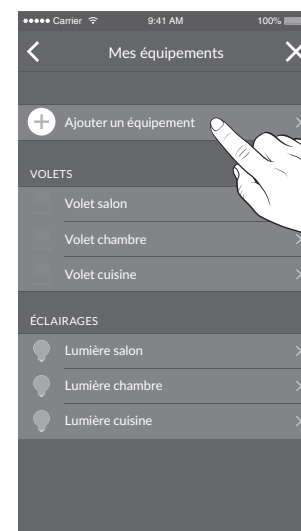 Carrier 9:41 AM 100%
Mes équipements
Ajouter un équipement
VOLETS
Volet salon
Volet chambre
Volet cuisine
ÉCLAIRAGES
Lumière salon
Lumière chambre
Lumière cuisine